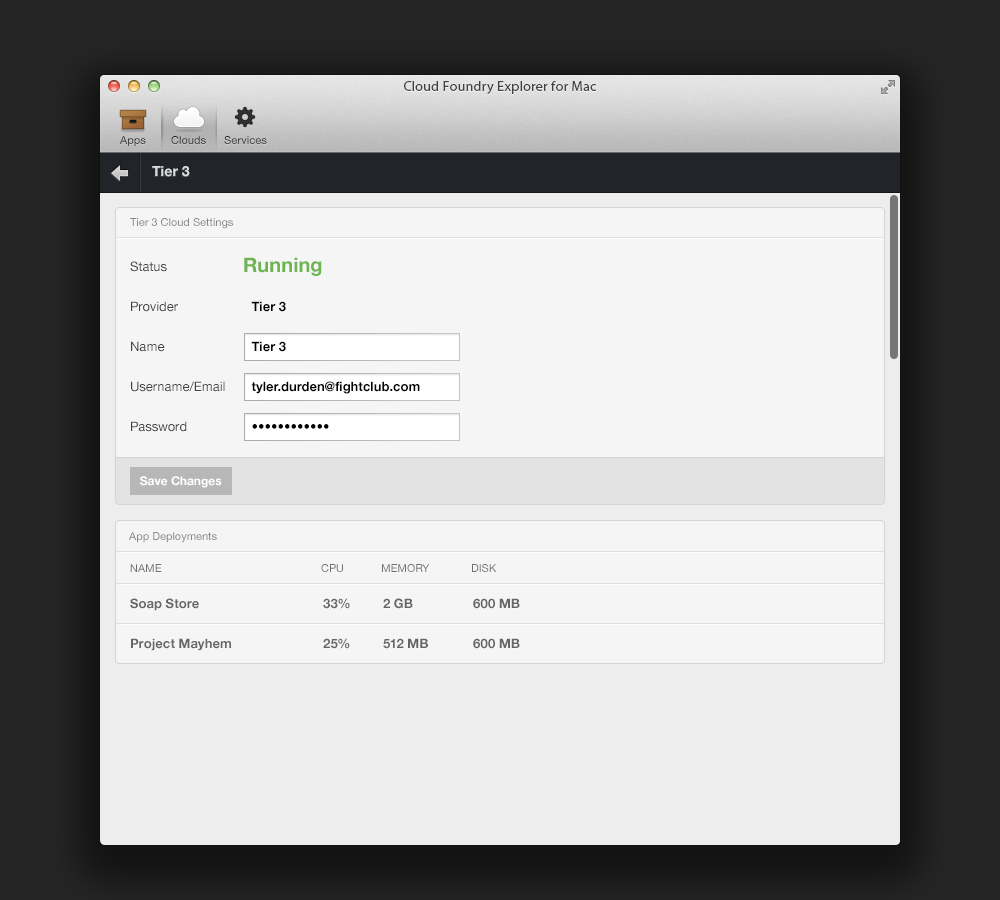 Cloud Foundry Explorer for Mac
Apps Clouds Services
Tier 3
Tier 3 Cloud Settings
Status Running
Provider Tier 3
Name Tier 3
Username/Email tyler.durden@fightclub.com
Password ••••••••••••
Save Changes
App Deployments
NAME CPU MEMORY DISK
Soap Store 33% 2 GB 600 MB
Project Mayhem 25% 512 MB 600 MB